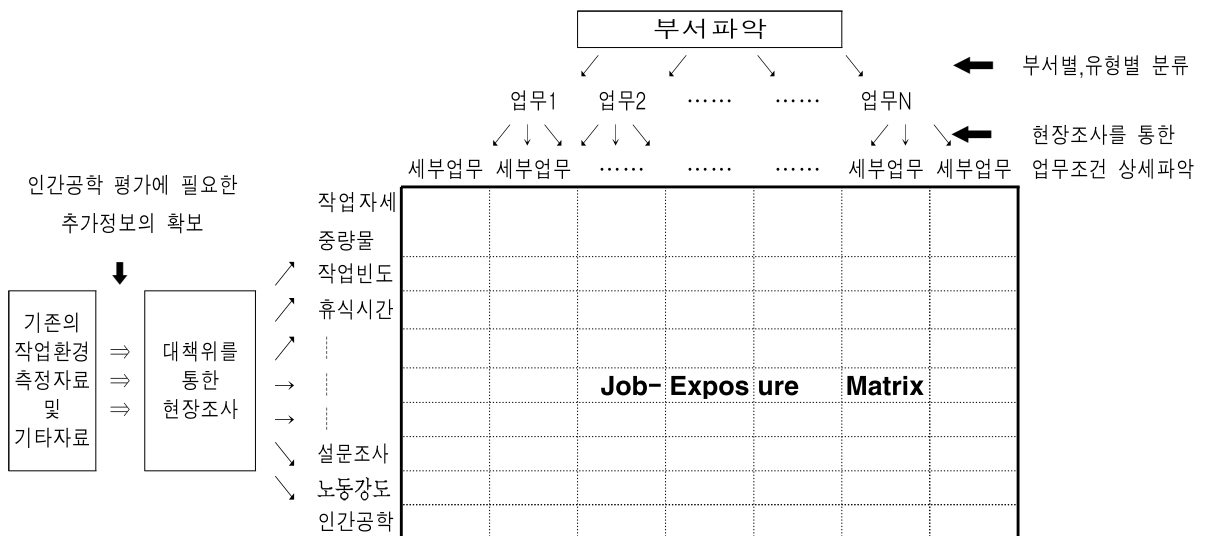 부서파악
부서별,유형별 분류
업무1 업무2 …… …… 업무N
현장조사를 통한
업무조건 상세파악
세부업무 세부업무 …… …… …… 세부업무 세부업무
인간공학 평가에 필요한
추가정보의 확보
기존의
작업환경
측정자료
및
기타자료
⇒
⇒
⇒
대책위를
통한
현장조사
작업자세
중량물
작업빈도
휴식시간
설문조사
노동강도
인간공학
Job- Expos ure Matrix